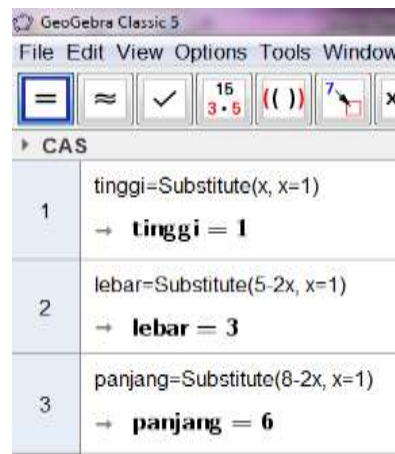 GeoGebra Classic 5
File Edit View Options Tools Window
= ≈ ✓ 15 3·5 (( )) 7 x
CAS
1
tinggi=Substitute(x, x=1)
→ tinggi = 1
2
lebar=Substitute(5-2x, x=1)
→ lebar = 3
3
panjang=Substitute(8-2x, x=1)
→ panjang = 6